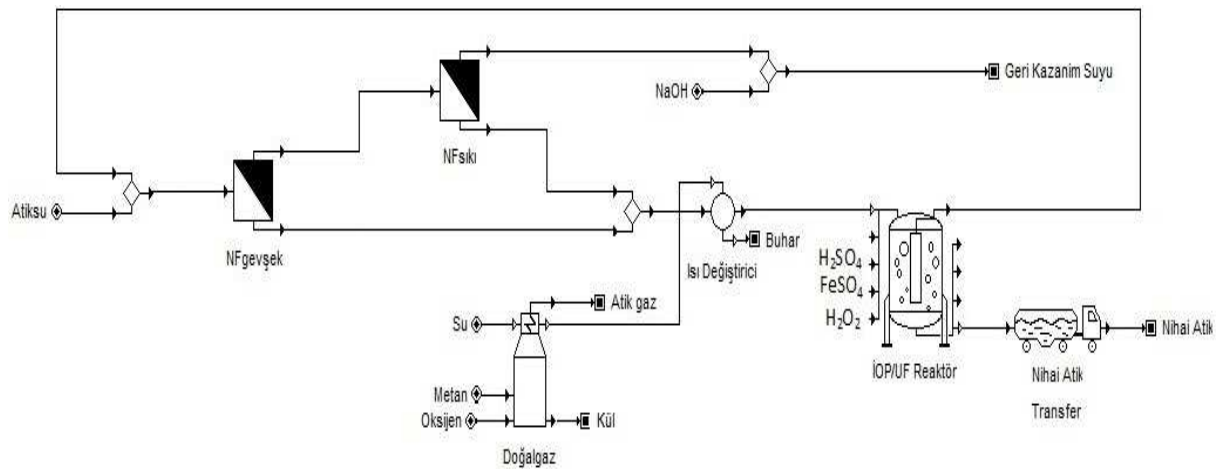 Geri Kazanim Suyu
NaOH
NFsıkı
Atiksu
NFgevşek
Buhar
Isı Değiştirici
H₂SO₄
FeSO₄
H₂O₂
Atik gaz
Su
Nihai Atik
İOP/UF Reaktör
Nihai Atik
Transfer
Metan
Oksijen
Kül
Doğalgaz